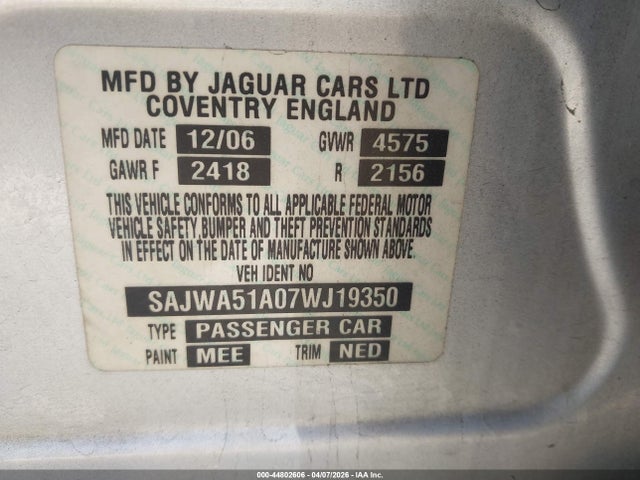 MFD BY JAGUAR CARS LTD
COVENTRY ENGLAND
MFD DATE 12/06 GVWR 4575
GAWR F 2418 R 2156
THIS VEHICLE CONFORMS TO ALL APPLICABLE FEDERAL MOTOR
VEHICLE SAFETY,BUMPER AND THEFT PREVENTION STANDARDS
IN EFFECT ON THE DATE OF MANUFACTURE SHOWN ABOVE.
VEH IDENT NO
SAJWA51A07WJ19350
TYPE PASSENGER CAR
PAINT MEE TRIM NED
000-44802606 - 04/07/2026 - IAA Inc.